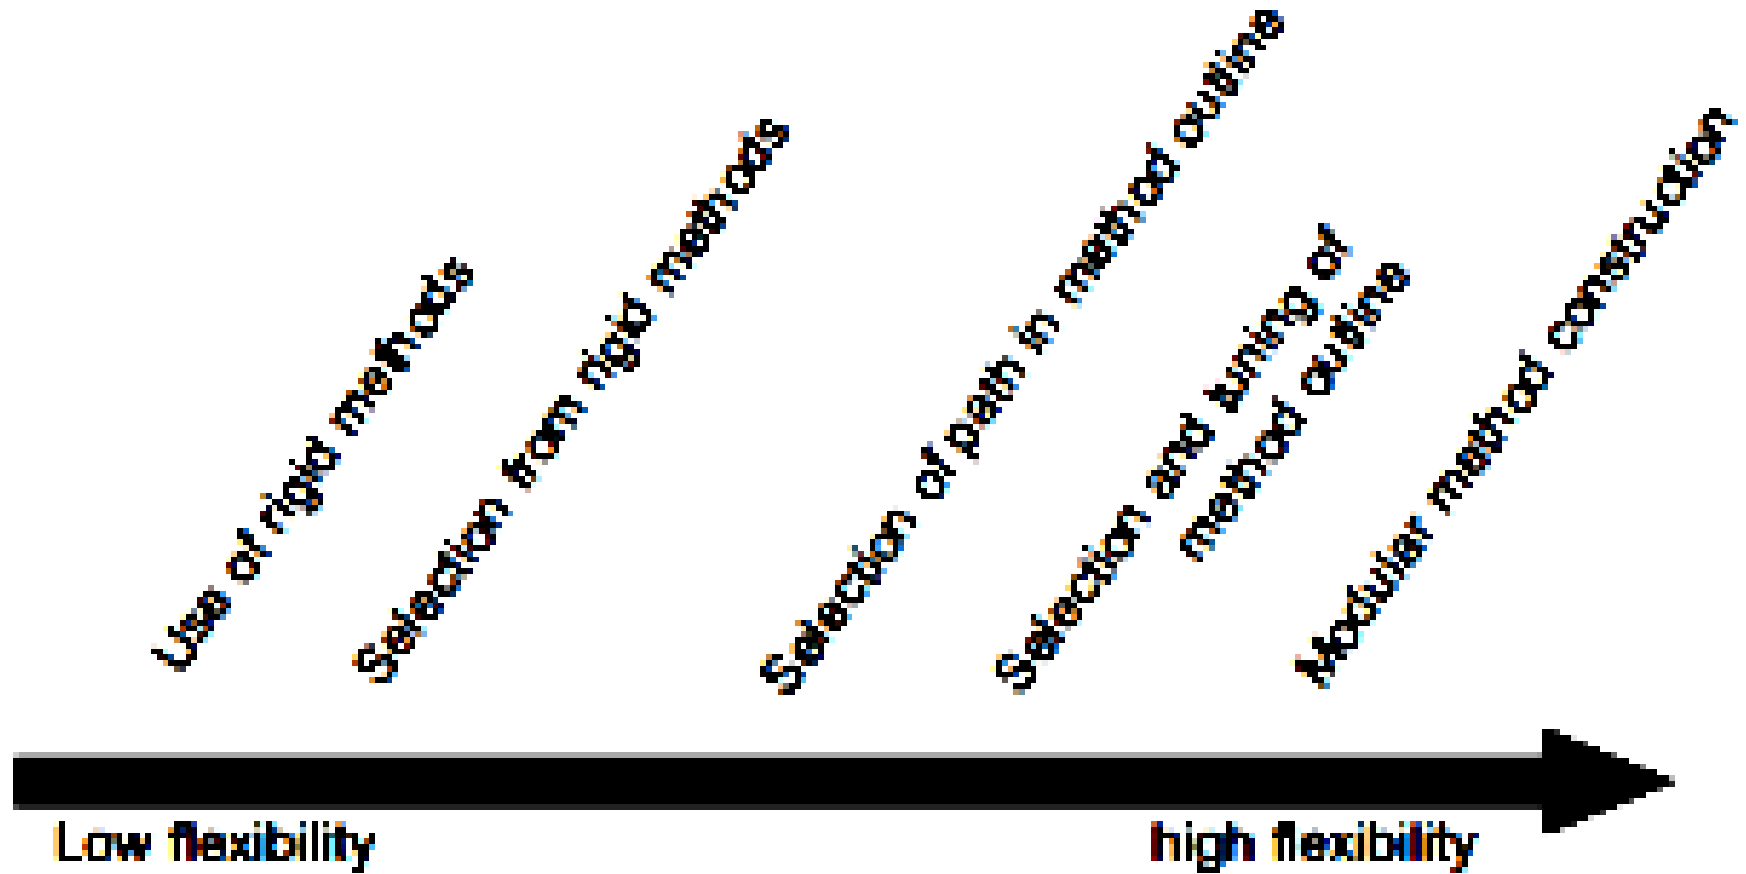 Use of rigid methods
Selection from rigid methods
Selection of path in method outline
Selection and tuning of
method outline
Modular method construction
Low flexibility
high flexibility